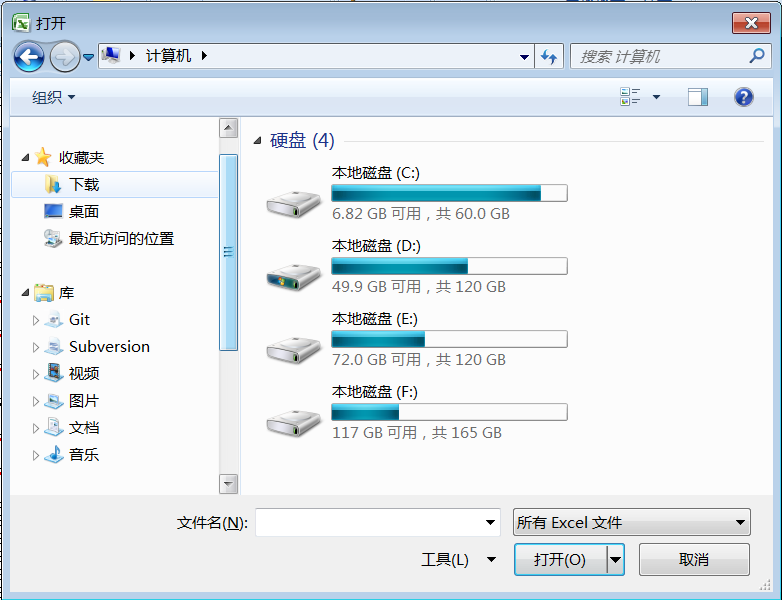 打开
计算机
搜索 计算机
组织
收藏夹
下载
桌面
最近访问的位置
库
Git
Subversion
视频
图片
文档
音乐
硬盘 (4)
本地磁盘 (C:)
6.82 GB 可用，共 60.0 GB
本地磁盘 (D:)
49.9 GB 可用，共 120 GB
本地磁盘 (E:)
72.0 GB 可用，共 120 GB
本地磁盘 (F:)
117 GB 可用，共 165 GB
文件名(N):
所有 Excel 文件
工具(L)
打开(O)
取消